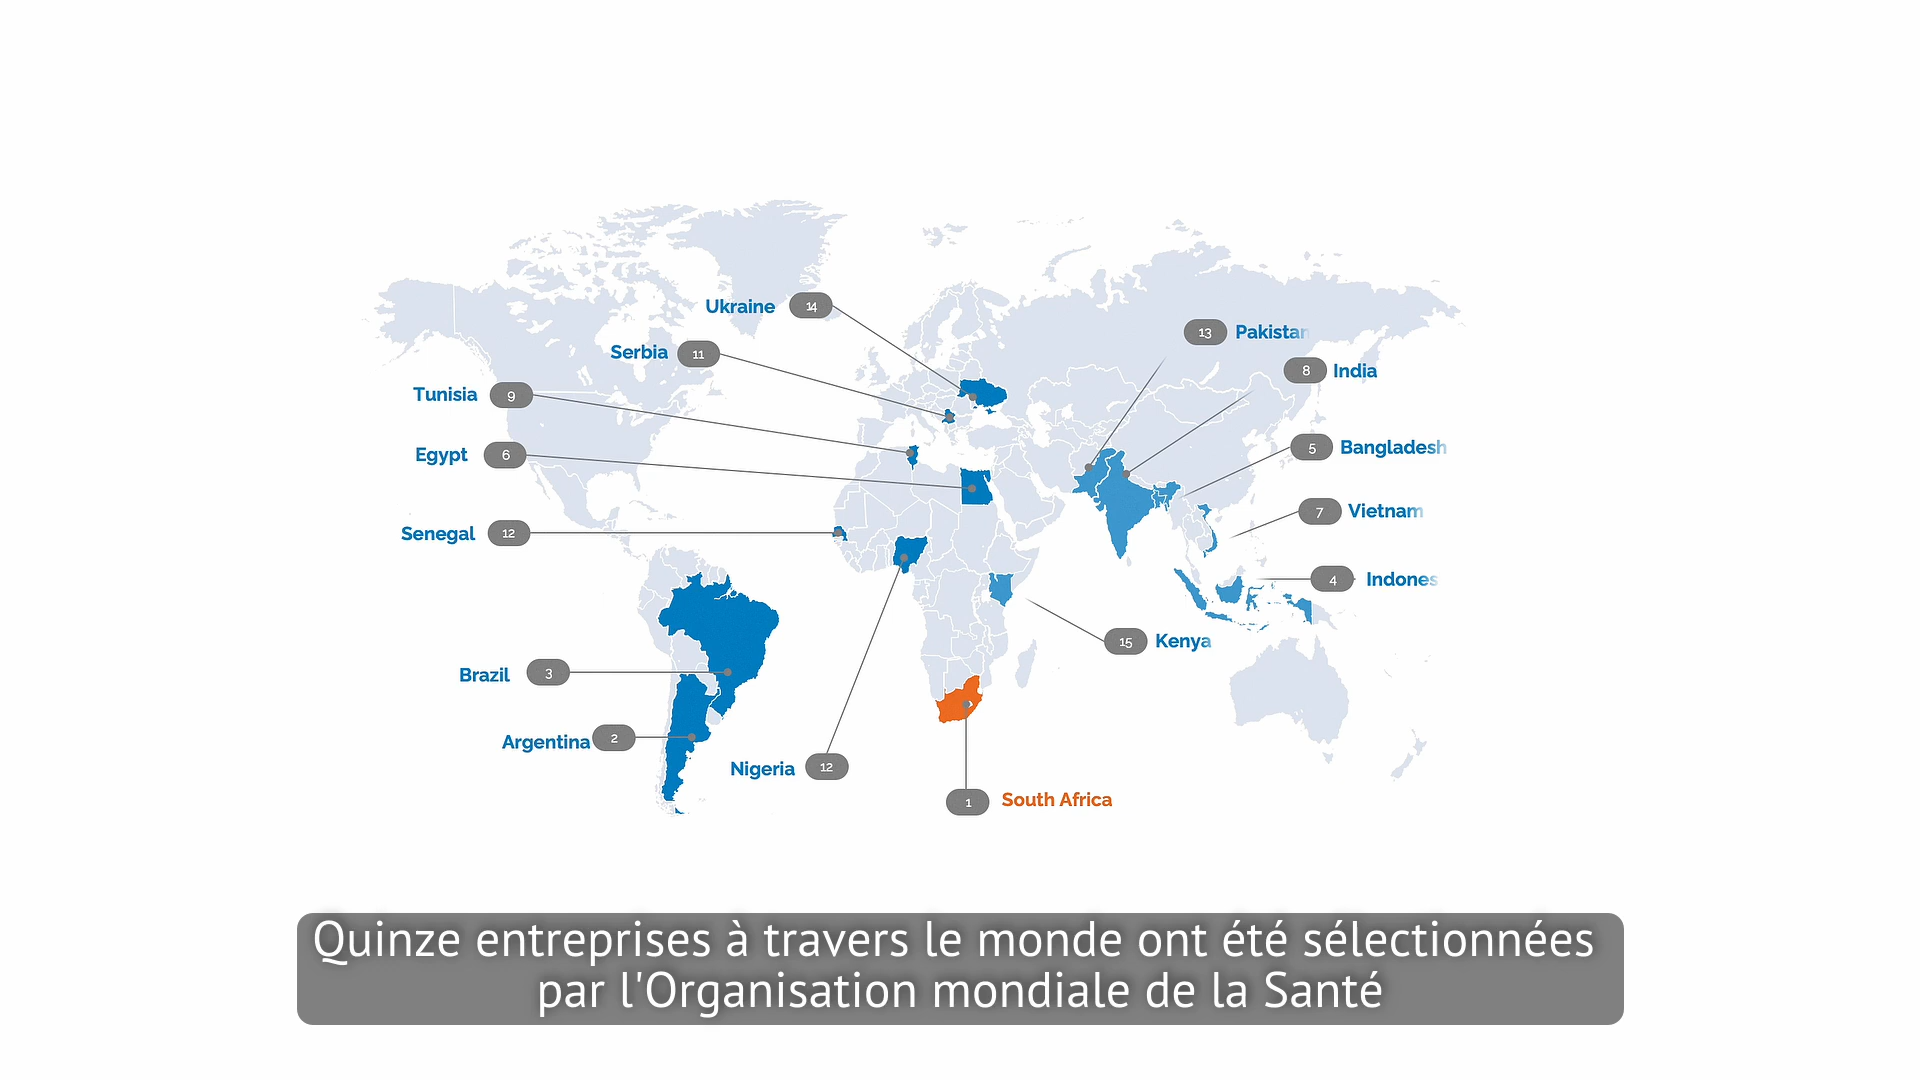 Ukraine 14
13 Pakistan
Serbia 11
8 India
Tunisia 9
5 Bangladesh
Egypt 6
7 Vietnam
Senegal 12
4 Indones
15 Kenya
Brazil 3
Argentina 2
Nigeria 12
1 South Africa
Quinze entreprises à travers le monde ont été sélectionnées
par l'Organisation mondiale de la Santé